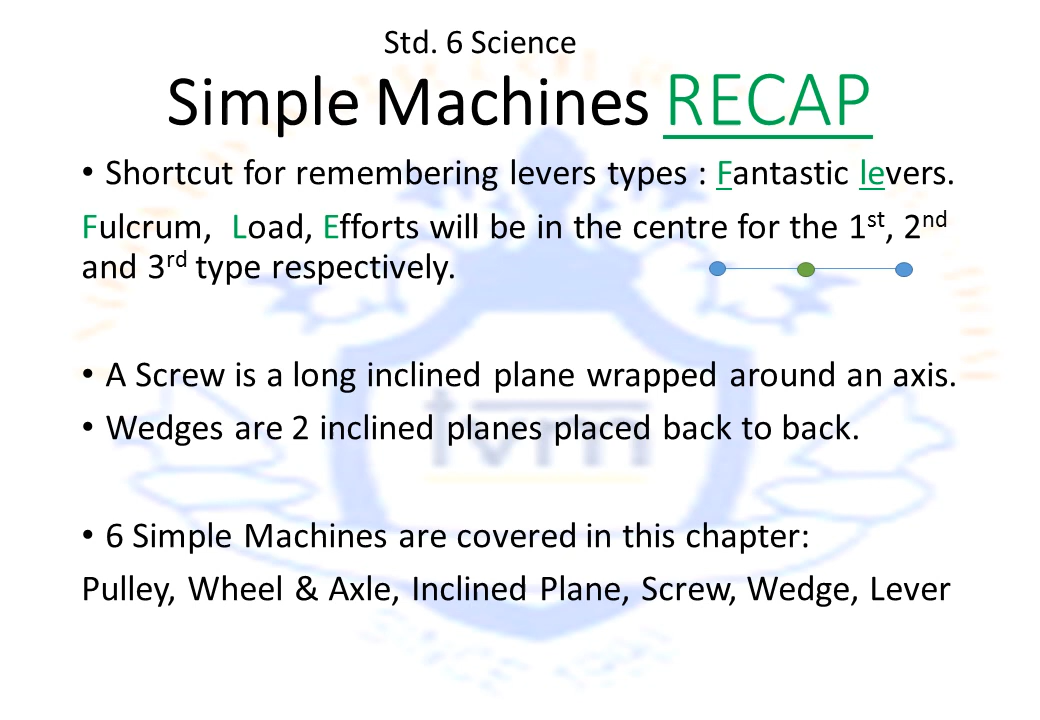 Std. 6 Science
Simple Machines RECAP
• Shortcut for remembering levers types : Fantastic levers.
Fulcrum, Load, Efforts will be in the centre for the 1st, 2nd
and 3rd type respectively.
• A Screw is a long inclined plane wrapped around an axis.
• Wedges are 2 inclined planes placed back to back.
tvm
• 6 Simple Machines are covered in this chapter:
Pulley, Wheel & Axle, Inclined Plane, Screw, Wedge, Lever